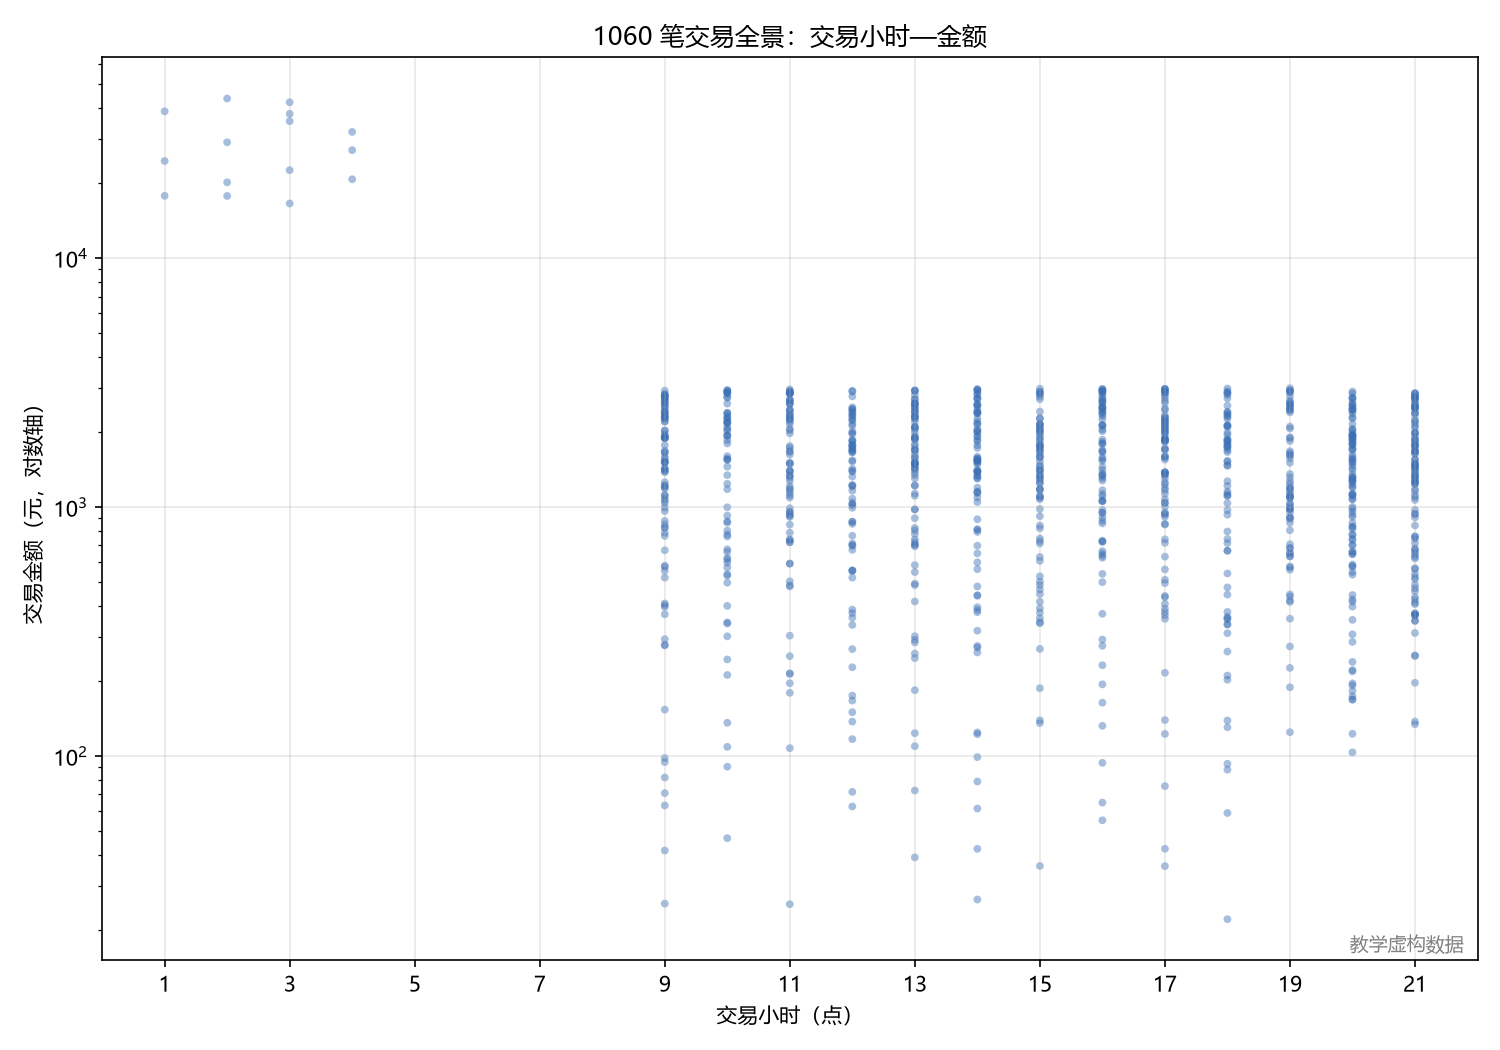 1060 笔交易全景：交易小时—金额
交易金额（元，对数轴）
10⁴
10³
10²
1 3 5 7 9 11 13 15 17 19 21
交易小时（点）
教学虚构数据